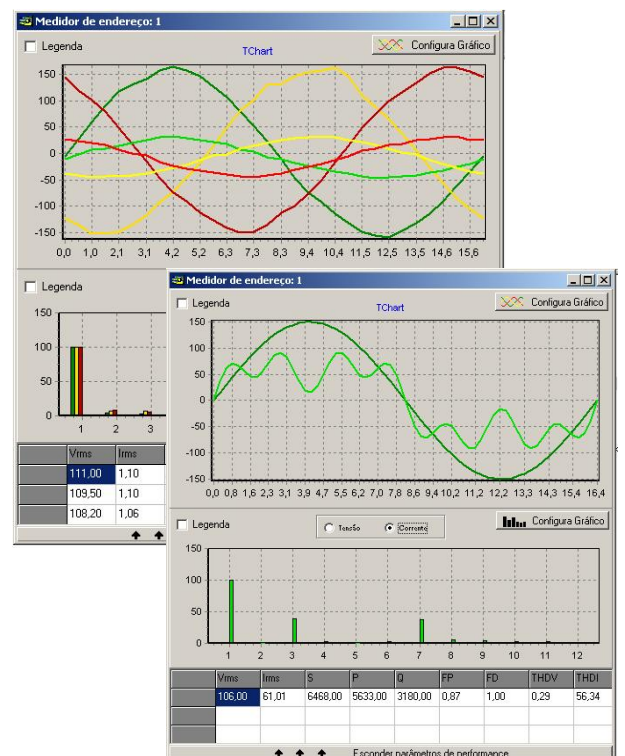 Medidor de endereço: 1
Legenda
TChart
Configura Gráfico
150
100
50
0
-50
-100
-150
0,0 1,0 2,1 3,1 4,2 5,2 6,3 7,3 8,3 9,4 10,4 11,5 12,5 13,5 14,6 15,6
Legenda
150
100
50
0
1 2 3
Vrms Irms
111,00 1,10
109,50 1,10
108,20 1,06
Medidor de endereço: 1
Legenda
TChart
Configura Gráfico
150
100
50
0
-50
-100
-150
0,0 0,8 1,6 2,3 3,1 3,9 4,7 5,5 6,2 7,0 7,8 8,6 9,4 10,2 11,2 12,2 13,3 14,3 15,4 16,4
Legenda
Tensão Corrente
Configura Gráfico
150
100
50
0
1 2 3 4 5 6 7 8 9 10 11 12
Vrms Irms S P Q FP FD THDV THDI
106,00 61,01 6468,00 5633,00 3180,00 0,87 1,00 0,29 56,34
Esconder parâmetros de performance